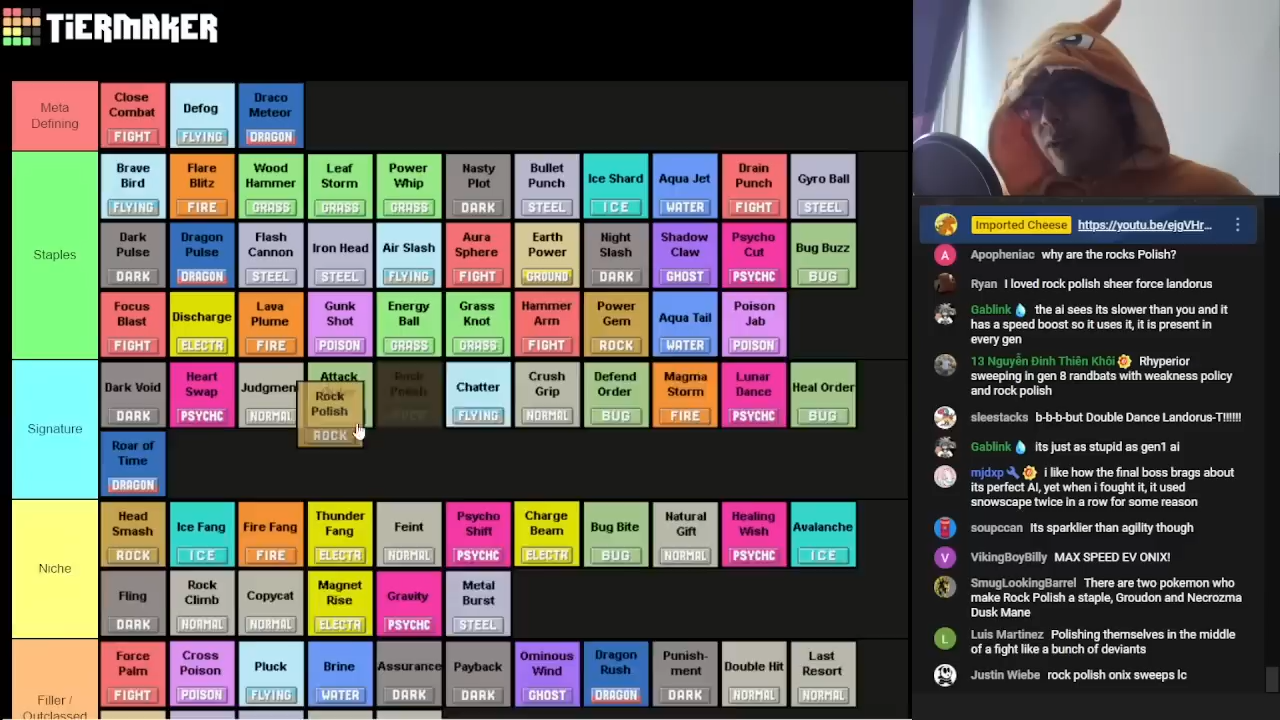 TiERMAKER
Meta
Defining
Close
Combat
FIGHT
Defog
FLYING
Draco
Meteor
DRAGON
Staples
Brave
Bird
FLYING
Flare
Blitz
FIRE
Wood
Hammer
GRASS
Leaf
Storm
GRASS
Power
Whip
GRASS
Nasty
Plot
DARK
Bullet
Punch
STEEL
Ice Shard
ICE
Aqua Jet
WATER
Drain
Punch
FIGHT
Gyro Ball
STEEL
Dark
Pulse
DARK
Dragon
Pulse
DRAGON
Flash
Cannon
STEEL
Iron Head
STEEL
Air Slash
FLYING
Aura
Sphere
FIGHT
Earth
Power
GROUND
Night
Slash
DARK
Shadow
Claw
GHOST
Psycho
Cut
PSYCHC
Bug Buzz
BUG
Focus
Blast
FIGHT
Discharge
ELECTR
Lava
Plume
FIRE
Gunk
Shot
POISON
Energy
Ball
GRASS
Grass
Knot
GRASS
Hammer
Arm
FIGHT
Power
Gem
ROCK
Aqua Tail
WATER
Poison
Jab
POISON
Signature
Dark Void
DARK
Heart
Swap
PSYCHC
Judgmen
NORMAL
Attack
Rock
Polish
ROCK
Rock
Polish
ROCK
Chatter
FLYING
Crush
Grip
NORMAL
Defend
Order
BUG
Magma
Storm
FIRE
Lunar
Dance
PSYCHC
Heal Order
BUG
Roar of
Time
DRAGON
Niche
Head
Smash
ROCK
Ice Fang
ICE
Fire Fang
FIRE
Thunder
Fang
ELECTR
Feint
NORMAL
Psycho
Shift
PSYCHC
Charge
Beam
ELECTR
Bug Bite
BUG
Natural
Gift
NORMAL
Healing
Wish
PSYCHC
Avalanche
ICE
Fling
DARK
Rock
Climb
NORMAL
Copycat
NORMAL
Magnet
Rise
ELECTR
Gravity
PSYCHC
Metal
Burst
STEEL
Filler /
Outclassed
Force
Palm
FIGHT
Cross
Poison
POISON
Pluck
FLYING
Brine
WATER
Assurance
DARK
Payback
DARK
Ominous
Wind
GHOST
Dragon
Rush
DRAGON
Punish-
ment
DARK
Double Hit
NORMAL
Last
Resort
NORMAL
Imported Cheese https://youtu.be/ejgVHr...
A Apopheniac why are the rocks Polish?
Ryan I loved rock polish sheer force landorus
Gablink 💧 the ai sees its slower than you and it
has a speed boost so it uses it, it is present in
every gen
13 Nguyễn Đinh Thiên Khôi Rhyperior
sweeping in gen 8 randbats with weakness policy
and rock polish
sleestacks b-b-b-but Double Dance Landorus-T!!!!!!
Gablink 💧 its just as stupid as gen1 ai
mjdxp i like how the final boss brags about
its perfect AI, yet when i fought it, it used
snowscape twice in a row for some reason
soupccan Its sparklier than agility though
V VikingBoyBilly MAX SPEED EV ONIX!
SmugLookingBarrel There are two pokemon who
make Rock Polish a staple, Groudon and Necrozma
Dusk Mane
L Luis Martinez Polishing themselves in the middle
of a fight like a bunch of deviants
Justin Wiebe rock polish onix sweeps lc